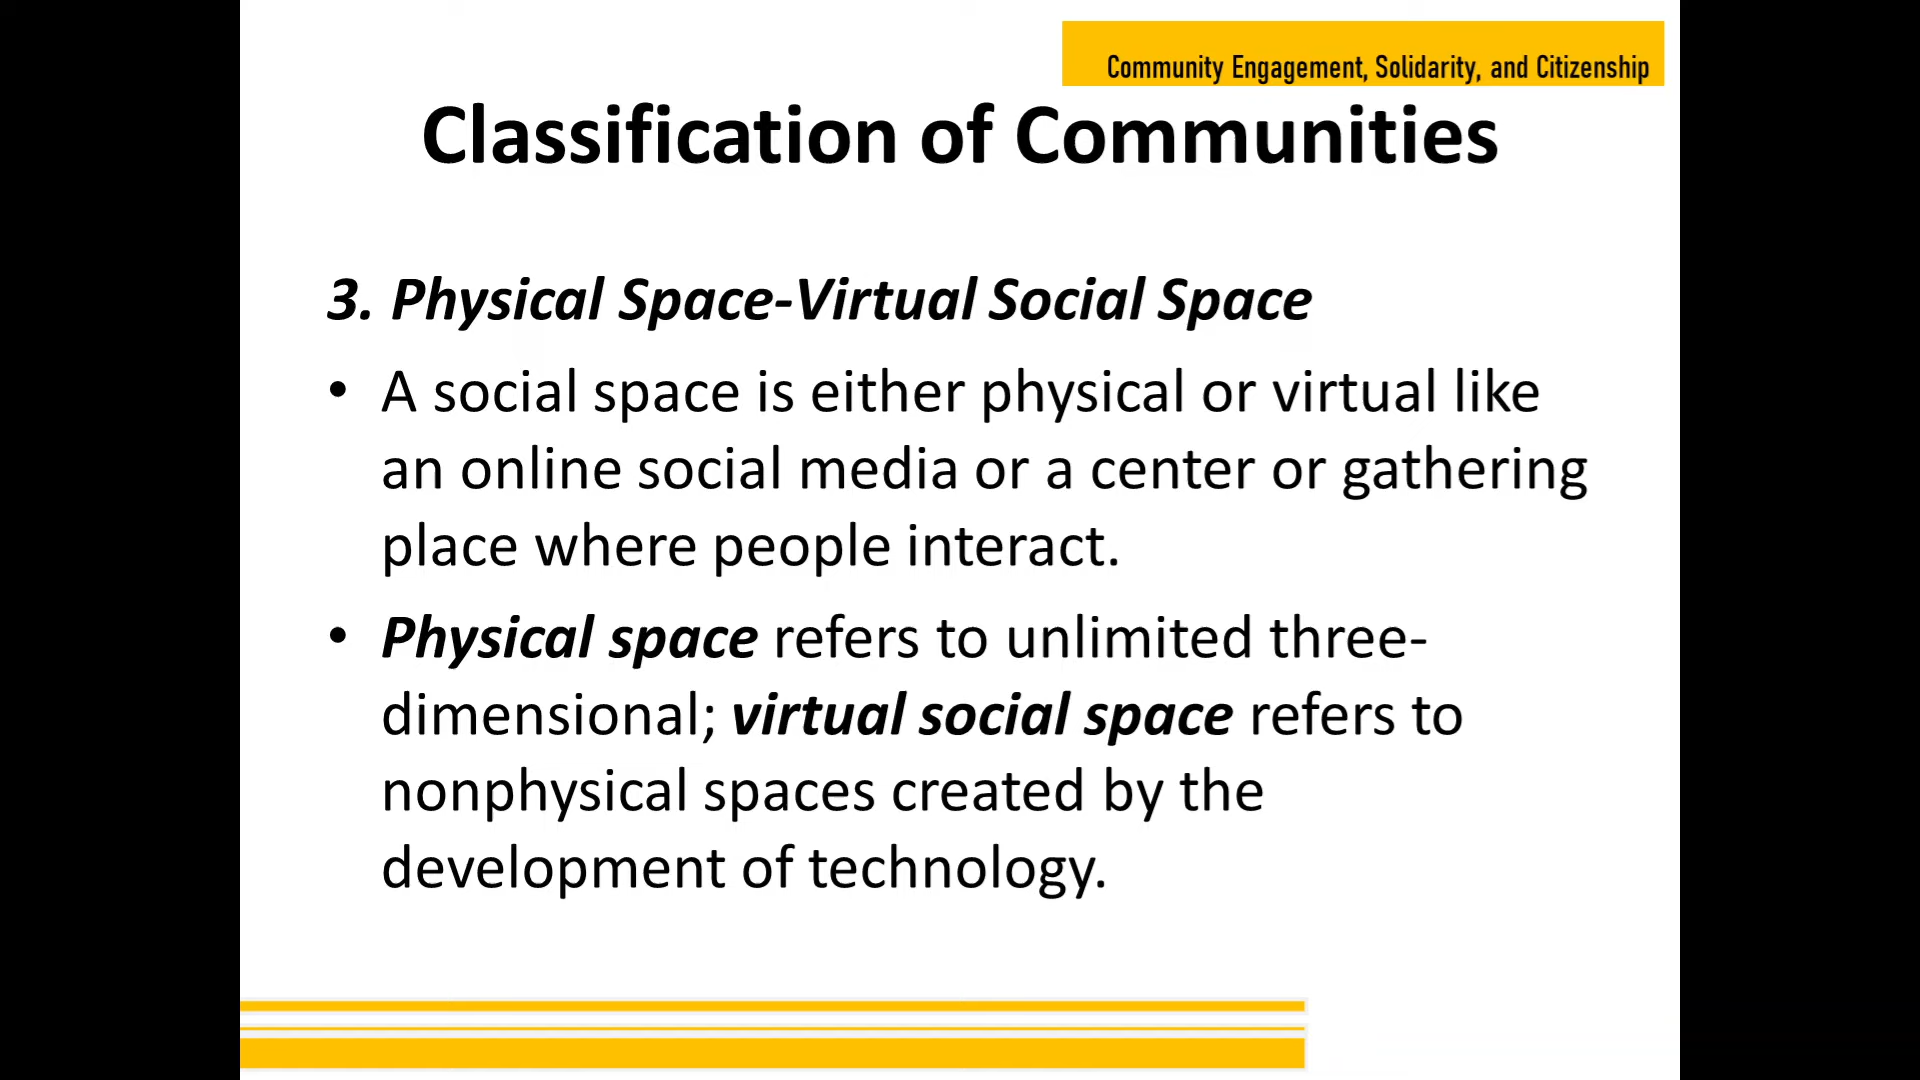 Community Engagement, Solidarity, and Citizenship
Classification of Communities
3. Physical Space-Virtual Social Space
• A social space is either physical or virtual like
an online social media or a center or gathering
place where people interact.
• Physical space refers to unlimited three-
dimensional; virtual social space refers to
nonphysical spaces created by the
development of technology.